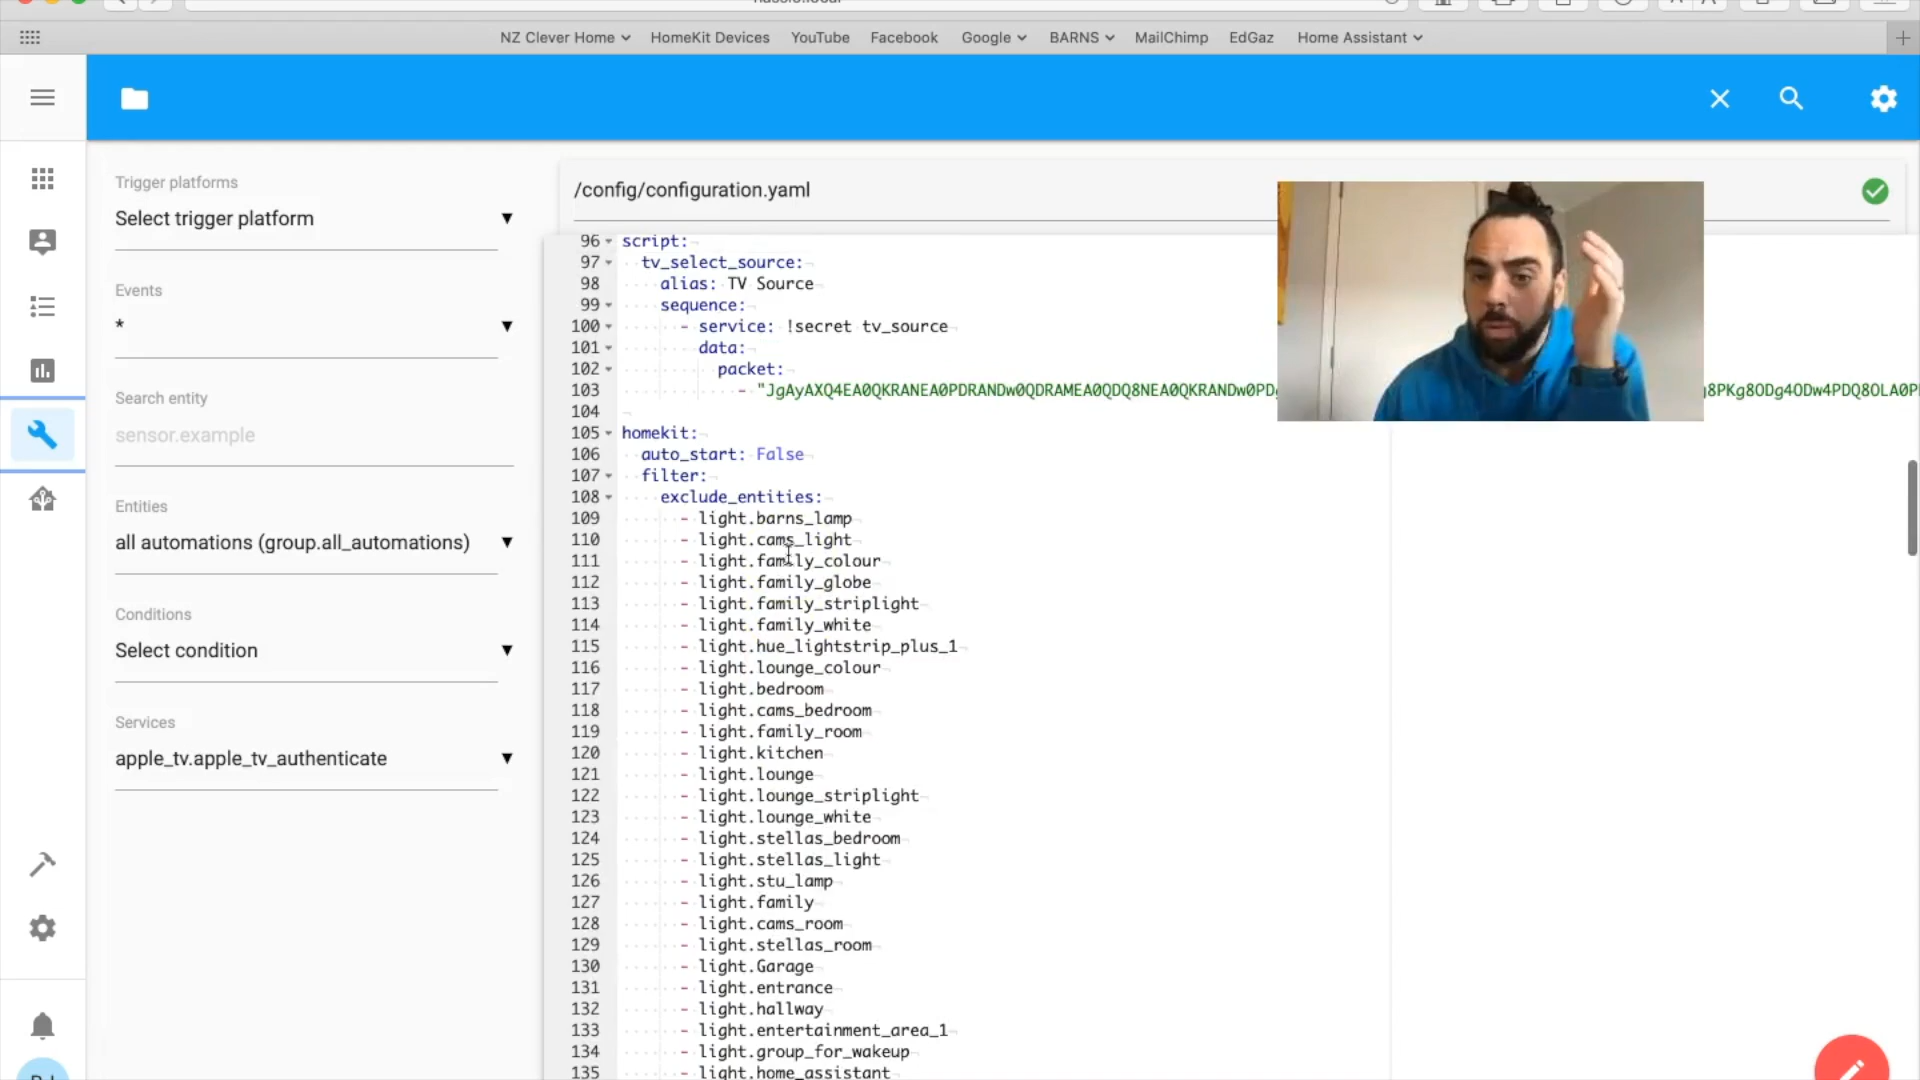 NZ Clever Home HomeKit Devices YouTube Facebook Google BARNS MailChimp EdGaz Home Assistant
Trigger platforms
Select trigger platform
Events
*
Search entity
sensor.example
Entities
all automations (group.all_automations)
Conditions
Select condition
Services
apple_tv.apple_tv_authenticate
/config/configuration.yaml
96 script:
97 tv_select_source:
98 alias: TV Source
99 sequence:
100 - service: !secret tv_source
101 data:
102 packet:
103
104
105 homekit:
106 auto_start: False
107 filter:
108 exclude_entities:
109 - light.barns_lamp
110 - light.cams_light
111 - light.family_colour
112 - light.family_globe
113 - light.family_striplight
114 - light.family_white
115 - light.hue_lightstrip_plus_1
116 - light.lounge_colour
117 - light.bedroom
118 - light.cams_bedroom
119 - light.family_room
120 - light.kitchen
121 - light.lounge
122 - light.lounge_striplight
123 - light.lounge_white
124 - light.stellas_bedroom
125 - light.stellas_light
126 - light.stu_lamp
127 - light.family
128 - light.cams_room
129 - light.stellas_room
130 - light.Garage
131 - light.entrance
132 - light.hallway
133 - light.entertainment_area_1
134 - light.group_for_wakeup
135 - light.home_assistant